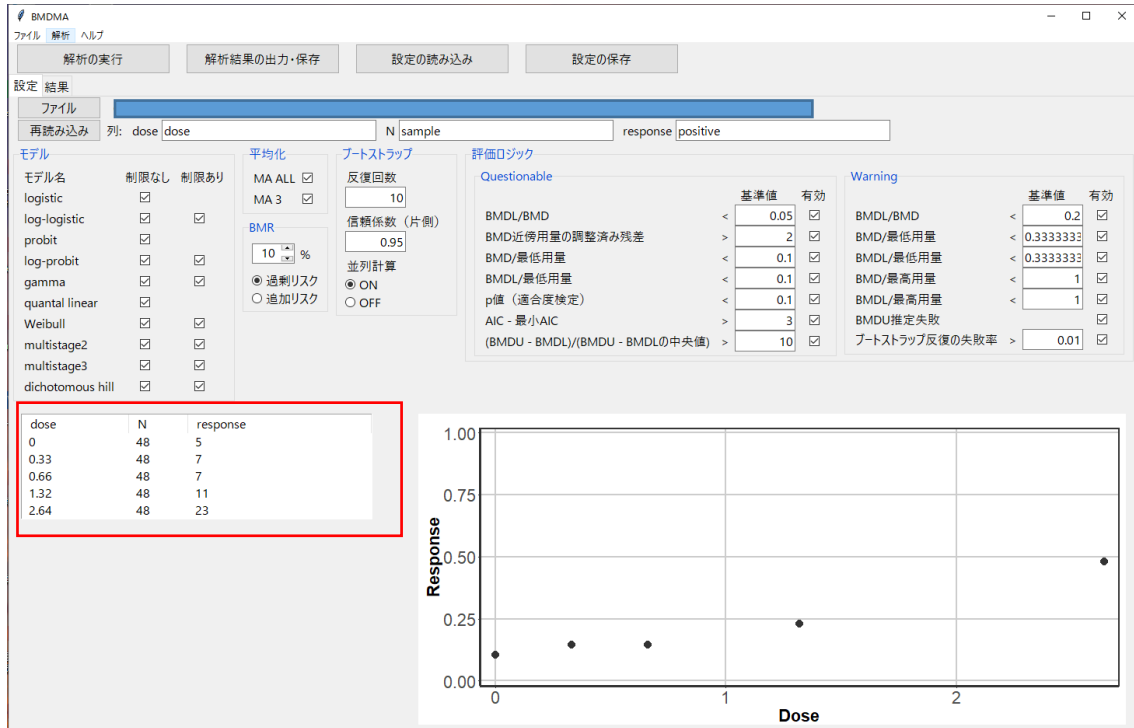 BMDMA
ファイル 解析 ヘルプ
解析の実行 解析結果の出力・保存 設定の読み込み 設定の保存
設定 結果
ファイル
再読み込み 列: dose dose N sample response positive
モデル
モデル名 制限なし 制限あり
logistic
log-logistic
probit
log-probit
gamma
quantal linear
Weibull
multistage2
multistage3
dichotomous hill
平均化
MA ALL
MA 3
BMR
10 %
過剰リスク
追加リスク
ブートストラップ
反復回数
10
信頼係数（片側）
0.95
並列計算
ON
OFF
評価ロジック
Questionable
基準値 有効
BMDL/BMD < 0.05
BMD近傍用量の調整済み残差 > 2
BMD/最低用量 < 0.1
BMDL/最低用量 < 0.1
p値（適合度検定） < 0.1
AIC - 最小AIC > 3
(BMDU - BMDL)/(BMDU - BMDLの中央値) > 10
Warning
基準値 有効
BMDL/BMD < 0.2
BMD/最低用量 < 0.3333333
BMDL/最低用量 < 0.3333333
BMD/最高用量 < 1
BMDL/最高用量 < 1
BMDU推定失敗
ブートストラップ反復の失敗率 > 0.01
dose N response
0 48 5
0.33 48 7
0.66 48 7
1.32 48 11
2.64 48 23
Response
1.00
0.75
0.50
0.25
0.00
0 1 2
Dose